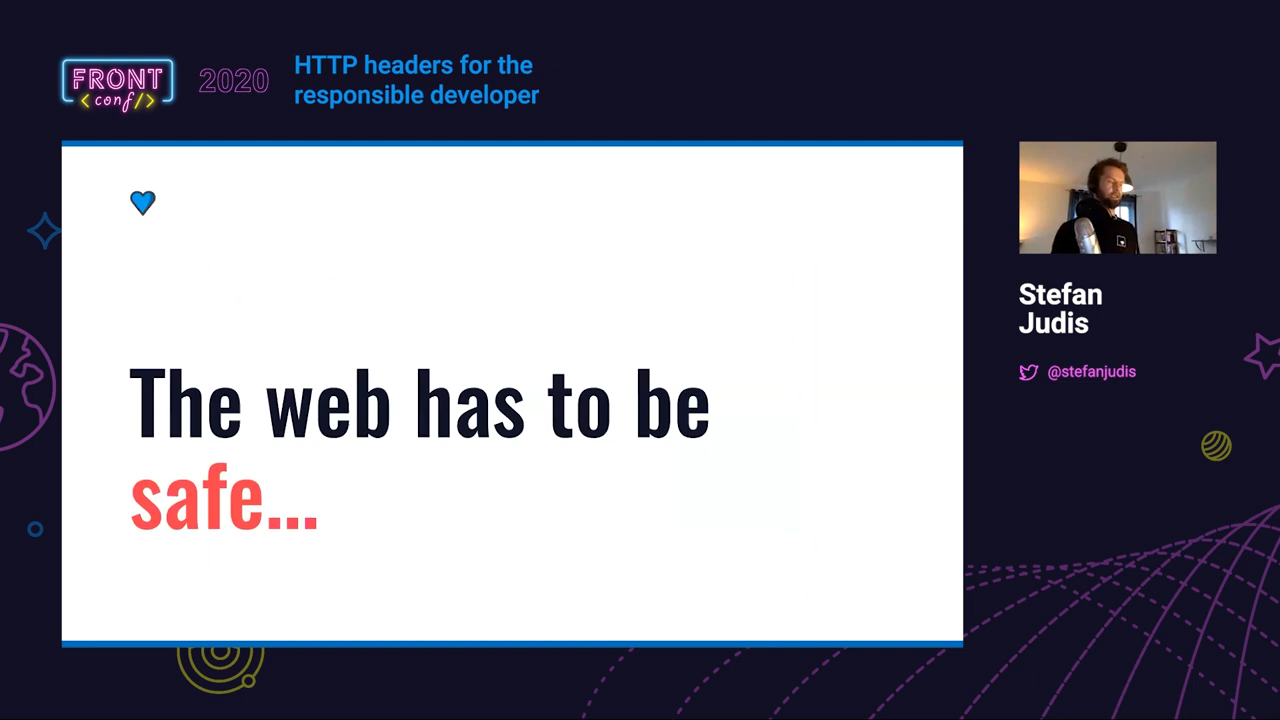 FRONT
<conf/>
2020
HTTP headers for the
responsible developer
The web has to be
safe...
Stefan
Judis
@stefanjudis